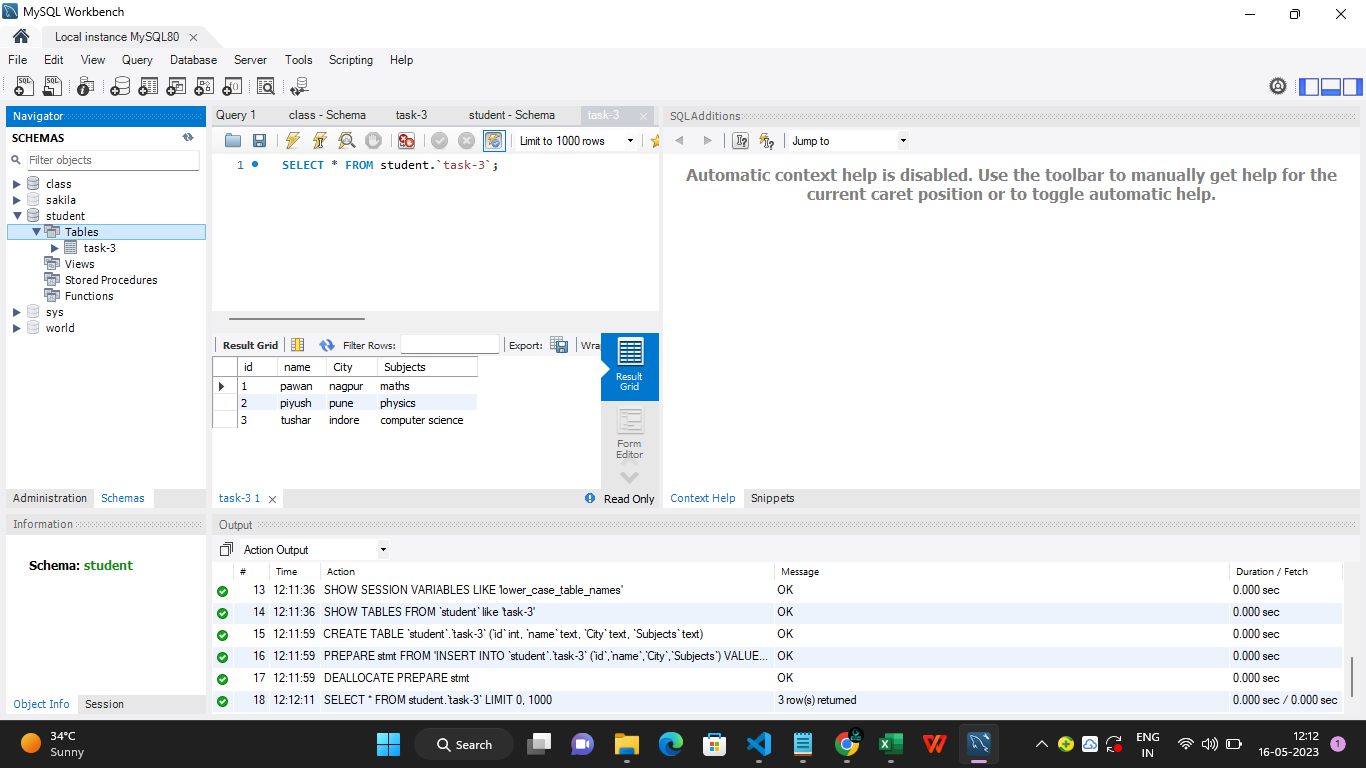 MySQL Workbench
Local instance MySQL80
File Edit View Query Database Server Tools Scripting Help
Navigator
SCHEMAS
Filter objects
class
sakila
student
Tables
task-3
Views
Stored Procedures
Functions
sys
world
Administration Schemas
Information
Schema: student
Object Info Session
Query 1 class - Schema task-3 student - Schema task-3
Limit to 1000 rows
1 SELECT * FROM student.`task-3`;
Result Grid Filter Rows: Export: Wrap
id name City Subjects
1 pawan nagpur maths
2 piyush pune physics
3 tushar indore computer science
Result
Grid
Form
Editor
task-3 1
Read Only
SQLAdditions
Jump to
Automatic context help is disabled. Use the toolbar to manually get help for the
current caret position or to toggle automatic help.
Context Help Snippets
Output
Action Output
# Time Action Message Duration / Fetch
13 12:11:36 SHOW SESSION VARIABLES LIKE 'lower_case_table_names' OK 0.000 sec
14 12:11:36 SHOW TABLES FROM `student` like 'task-3' OK 0.000 sec
15 12:11:59 CREATE TABLE `student`.`task-3` (`id` int, `name` text, `City` text, `Subjects` text) OK 0.000 sec
16 12:11:59 PREPARE stmt FROM 'INSERT INTO `student`.`task-3` (`id`,`name`,`City`,`Subjects`) VALUE... OK 0.000 sec
17 12:11:59 DEALLOCATE PREPARE stmt OK 0.000 sec
18 12:12:11 SELECT * FROM student.`task-3` LIMIT 0, 1000 3 row(s) returned 0.000 sec / 0.000 sec
34°C
Sunny
Search
ENG
IN
12:12
16-05-2023
1